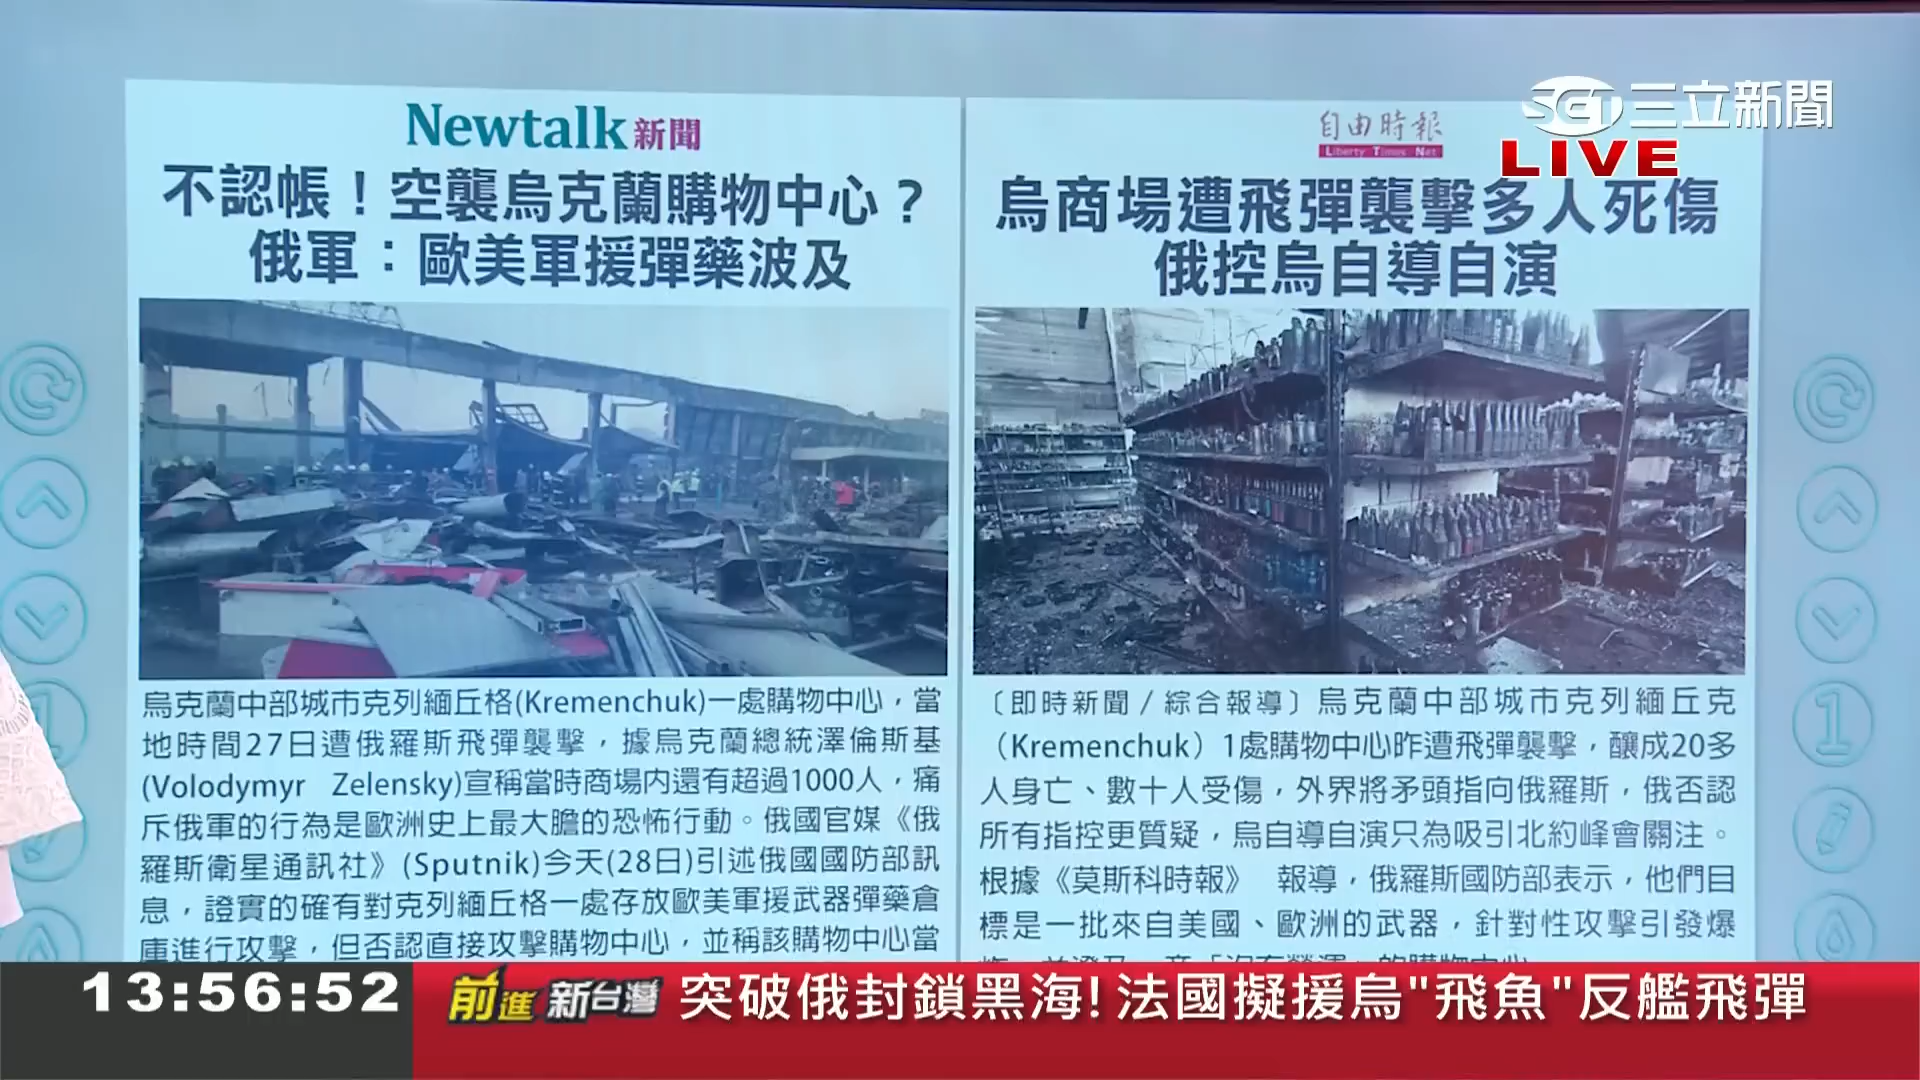 Newtalk新聞
不認帳！空襲烏克蘭購物中心？
俄軍：歐美軍援彈藥波及
烏克蘭中部城市克列緬丘格(Kremenchuk)一處購物中心，當
地時間27日遭俄羅斯飛彈襲擊，據烏克蘭總統澤倫斯基
(Volodymyr Zelensky)宣稱當時商場內還有超過1000人，痛
斥俄軍的行為是歐洲史上最大膽的恐怖行動。俄國官媒《俄
羅斯衛星通訊社》(Sputnik)今天(28日)引述俄國國防部訊
息，證實的確有對克列緬丘格一處存放歐美軍援武器彈藥倉
庫進行攻擊，但否認直接攻擊購物中心，並稱該購物中心當
自由時報
Liberty Times Net
烏商場遭飛彈襲擊多人死傷
俄控烏自導自演
〔即時新聞／綜合報導〕烏克蘭中部城市克列緬丘克
（Kremenchuk）1處購物中心昨遭飛彈襲擊，釀成20多
人身亡、數十人受傷，外界將矛頭指向俄羅斯，俄否認
所有指控更質疑，烏自導自演只為吸引北約峰會關注。
根據《莫斯科時報》 報導，俄羅斯國防部表示，他們目
標是一批來自美國、歐洲的武器，針對性攻擊引發爆
SET三立新聞
LIVE
1
13:56:52
前進新台灣
突破俄封鎖黑海!法國擬援烏"飛魚"反艦飛彈